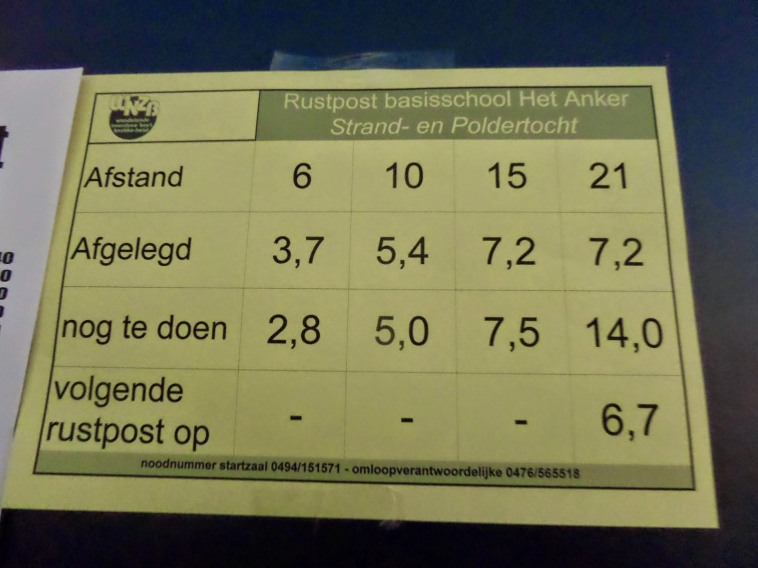 WNZB
Rustpost basisschool Het Anker
Strand- en Poldertocht
Afstand 6 10 15 21
Afgelegd 3,7 5,4 7,2 7,2
nog te doen 2,8 5,0 7,5 14,0
volgende
rustpost op - - - 6,7
noodnummer startzaal 0494/151571 - omloopverantwoordelijke 0476/565518